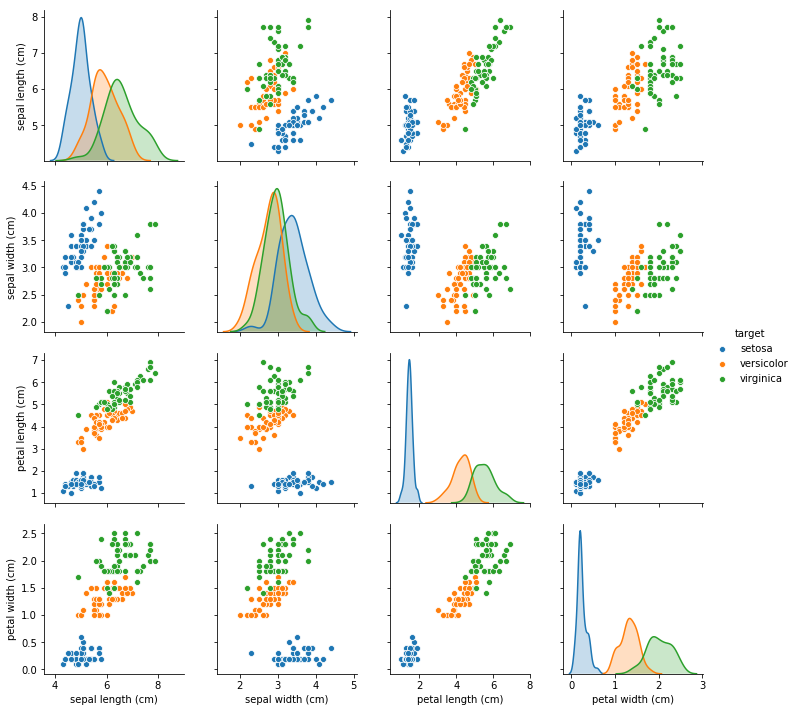 8
7
6
5
sepal length (cm)
4.5
4.0
3.5
3.0
2.5
2.0
sepal width (cm)
target
setosa
versicolor
virginica
7
6
5
4
3
2
1
petal length (cm)
2.5
2.0
1.5
1.0
0.5
0.0
petal width (cm)
4 6 8
2 3 4 5
2 4 6 8
0 1 2 3
sepal length (cm)
sepal width (cm)
petal length (cm)
petal width (cm)